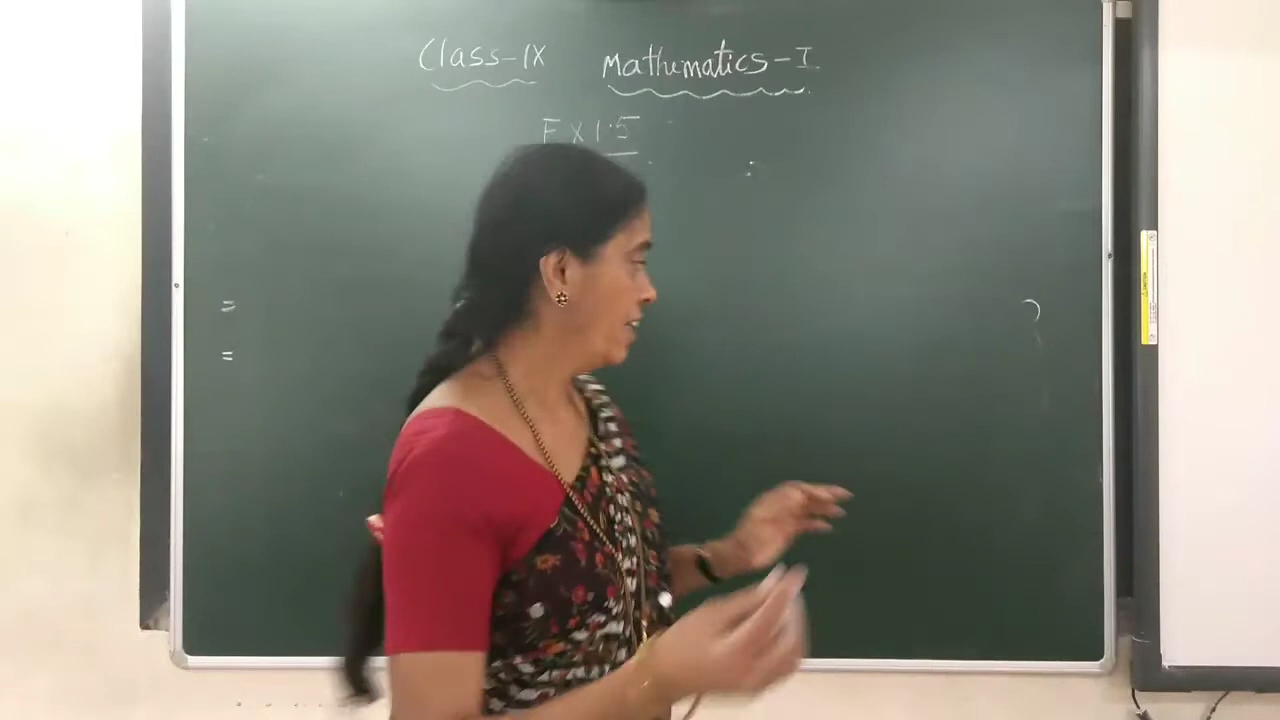 Class-IX Mathematics-I
Ex 1.5
=
=